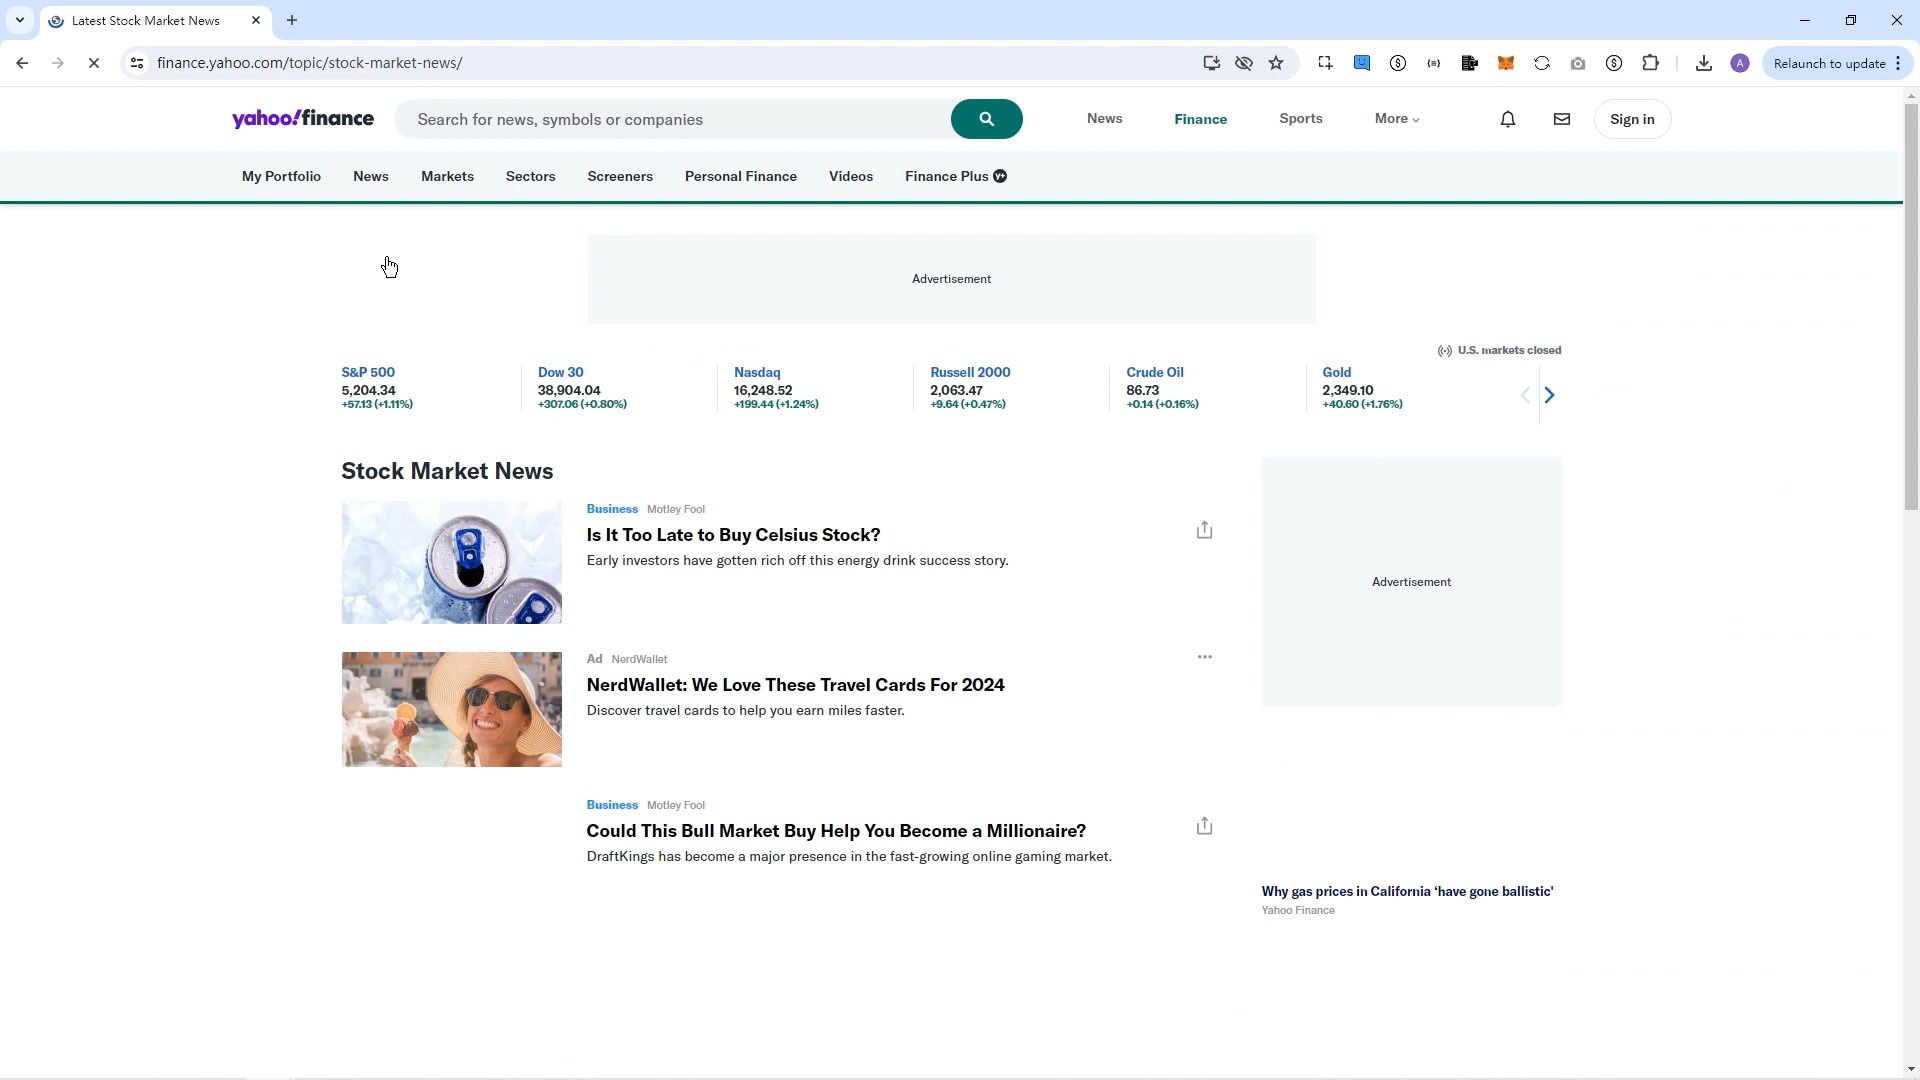 Latest Stock Market News
finance.yahoo.com/topic/stock-market-news/
A
Relaunch to update
yahoo!finance
Search for news, symbols or companies
News
Finance
Sports
More
Sign in
My Portfolio
News
Markets
Sectors
Screeners
Personal Finance
Videos
Finance Plus Y+
Advertisement
U.S. markets closed
S&P 500
5,204.34
+57.13 (+1.11%)
Dow 30
38,904.04
+307.06 (+0.80%)
Nasdaq
16,248.52
+199.44 (+1.24%)
Russell 2000
2,063.47
+9.64 (+0.47%)
Crude Oil
86.73
+0.14 (+0.16%)
Gold
2,349.10
+40.60 (+1.76%)
Stock Market News
Business Motley Fool
Is It Too Late to Buy Celsius Stock?
Early investors have gotten rich off this energy drink success story.
Advertisement
Ad NerdWallet
NerdWallet: We Love These Travel Cards For 2024
Discover travel cards to help you earn miles faster.
Business Motley Fool
Could This Bull Market Buy Help You Become a Millionaire?
DraftKings has become a major presence in the fast-growing online gaming market.
Why gas prices in California ‘have gone ballistic'
Yahoo Finance